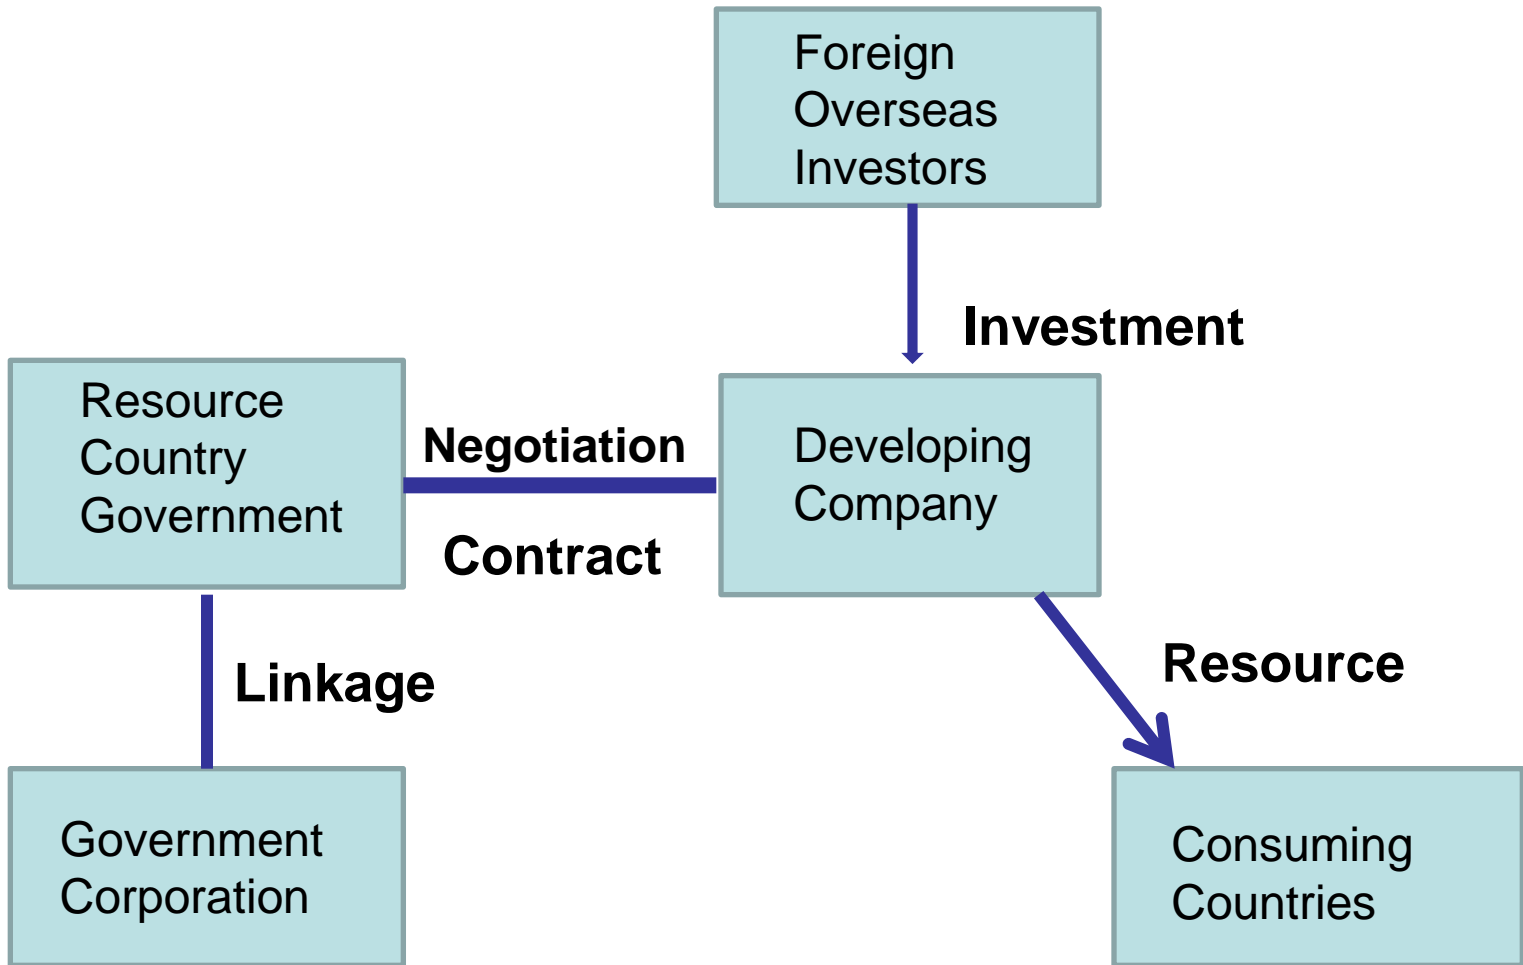 Foreign
Overseas
Investors
Investment
Resource
Country
Government
Negotiation
Contract
Developing
Company
Linkage
Resource
Government
Corporation
Consuming
Countries